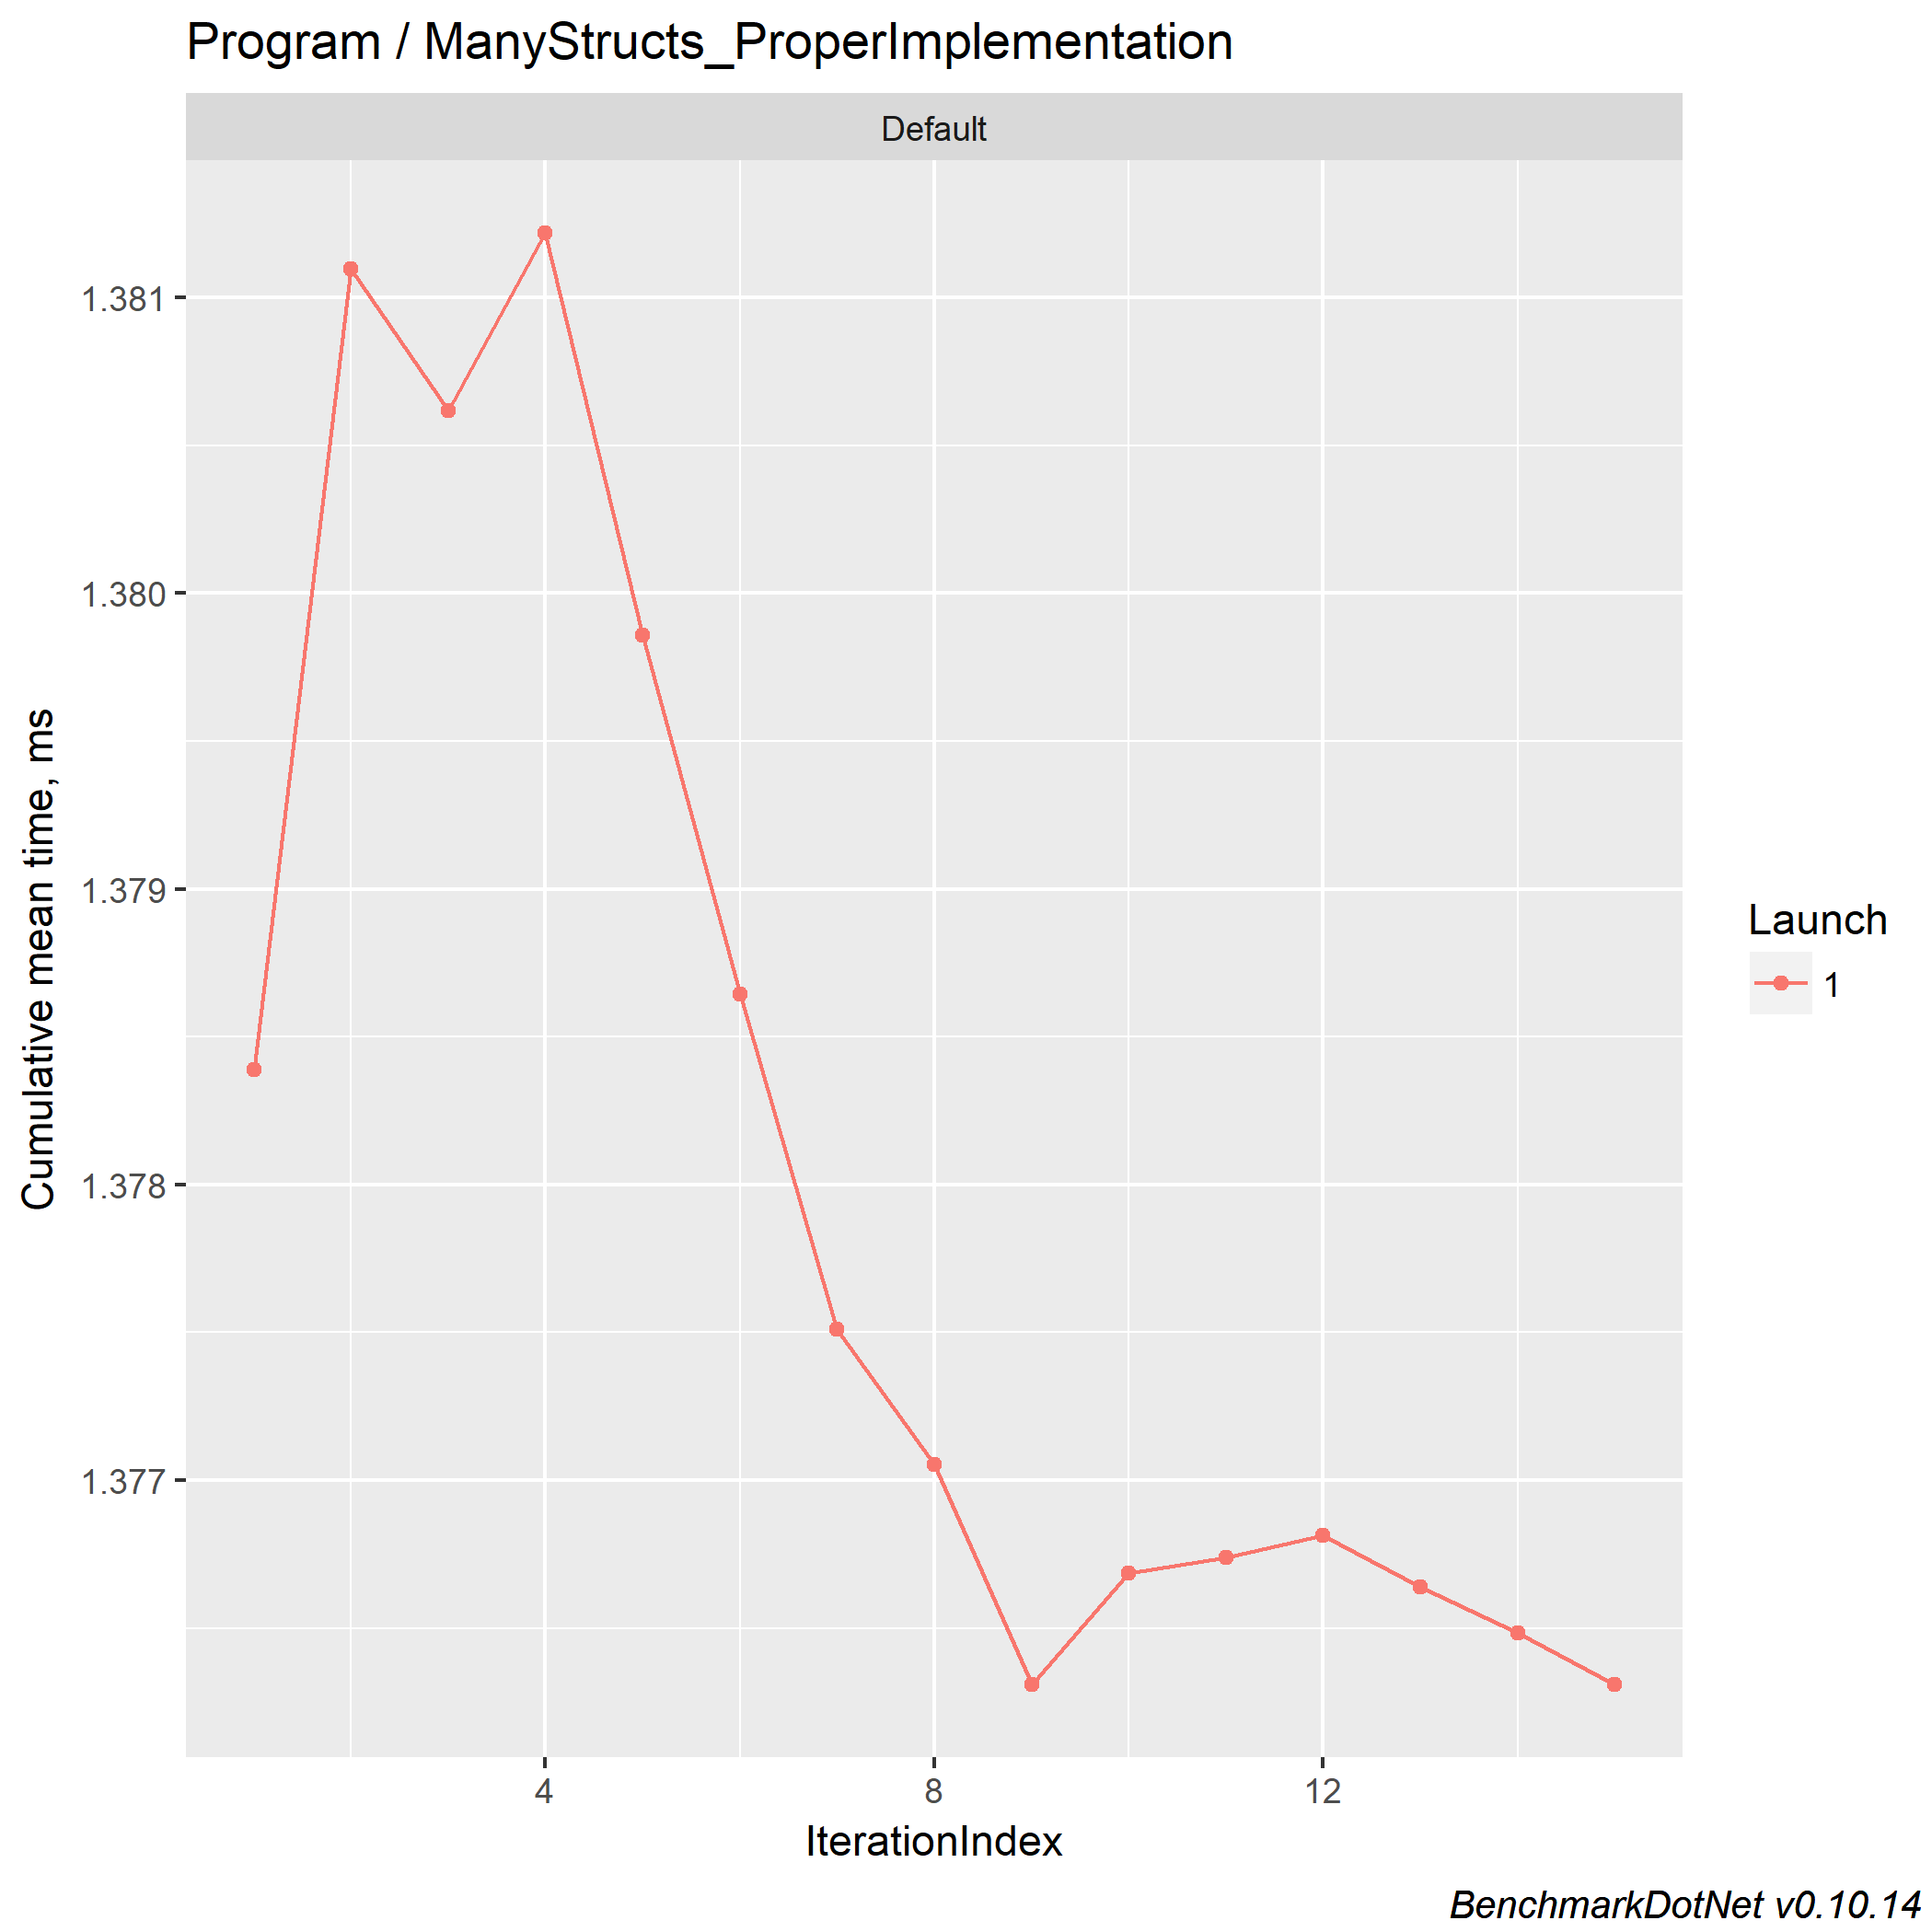 Program / ManyStructs_ProperImplementation
Default
1.381
1.380
1.379
1.378
1.377
Cumulative mean time, ms
4 8 12
IterationIndex
Launch
1
BenchmarkDotNet v0.10.14